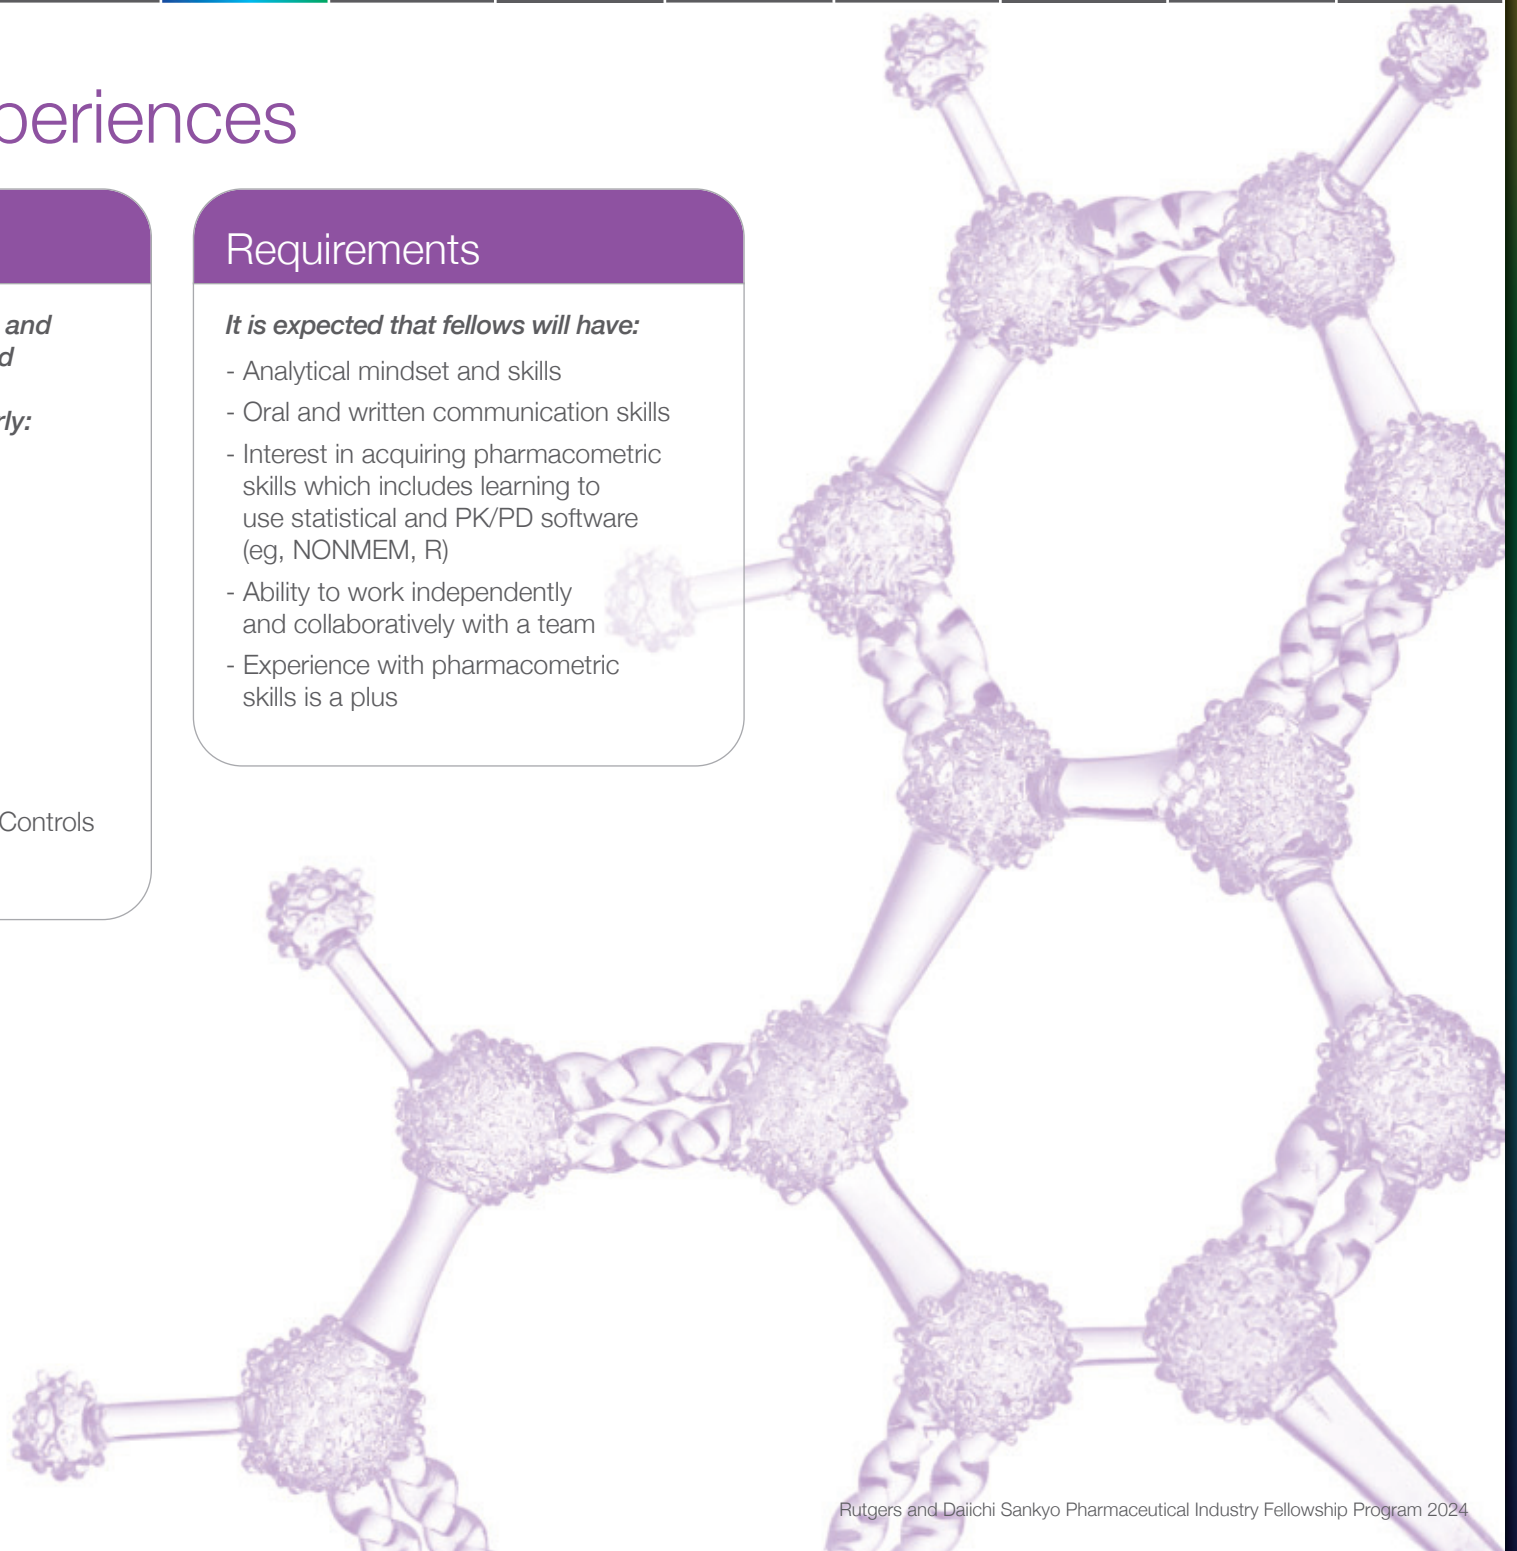 periences
and
d
rly:
Controls
Requirements
It is expected that fellows will have:
- Analytical mindset and skills
- Oral and written communication skills
- Interest in acquiring pharmacometric
skills which includes learning to
use statistical and PK/PD software
(eg, NONMEM, R)
- Ability to work independently
and collaboratively with a team
- Experience with pharmacometric
skills is a plus
Rutgers and Daiichi Sankyo Pharmaceutical Industry Fellowship Program 2024